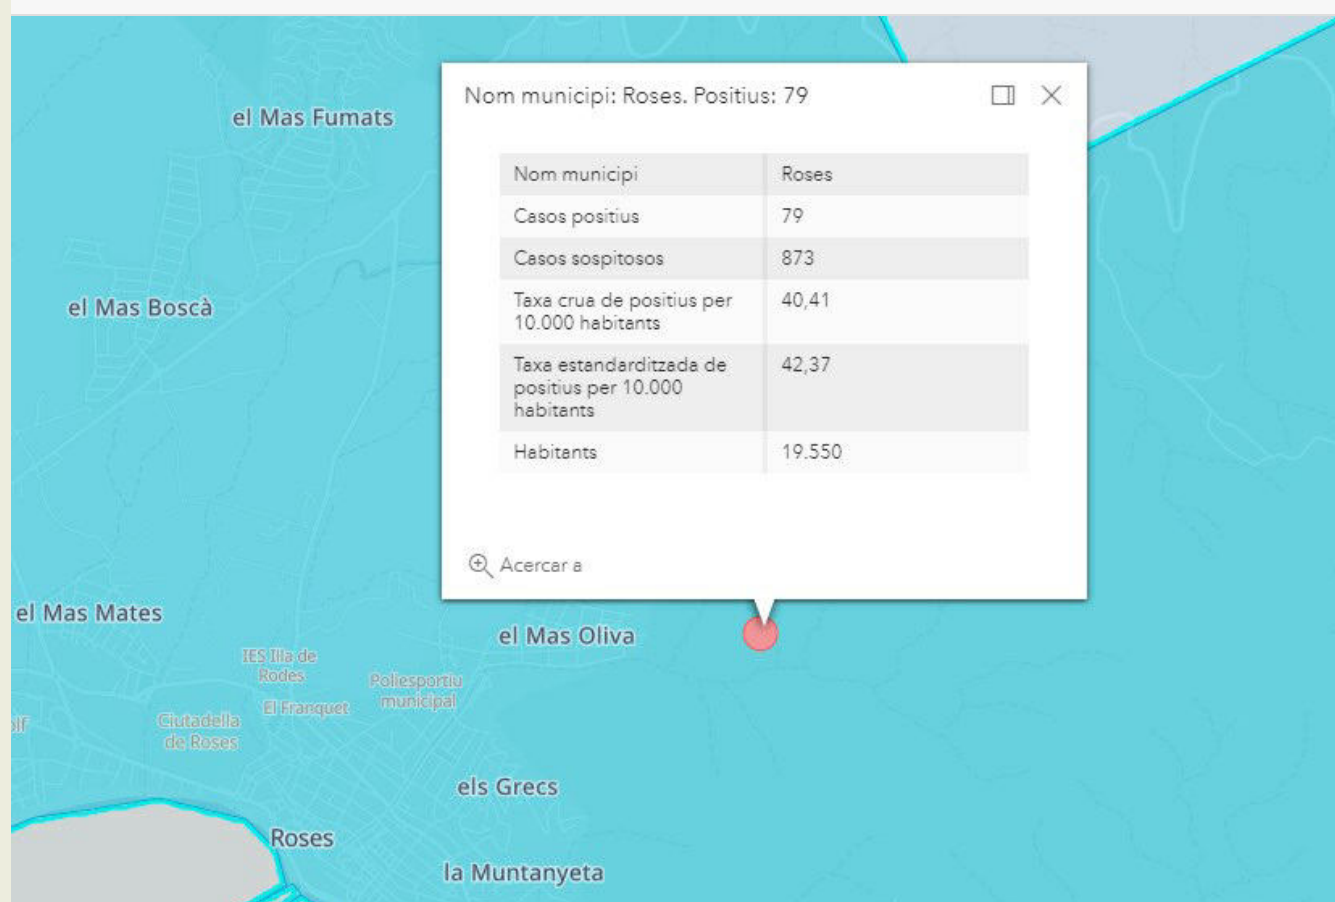 Nom municipi: Roses. Positius: 79
Nom municipi Roses
Casos positius 79
Casos sospitosos 873
Taxa crua de positius per 40,41
10.000 habitants
Taxa estandarditzada de 42,37
positius per 10.000
habitants
Habitants 19.550
Acercar a
el Mas Fumats
el Mas Boscà
el Mas Mates
el Mas Oliva
IES Illa de
Rodes
Poliesportiu
municipal
El Franquet
Ciutadella
de Roses
els Grecs
Roses
la Muntanyeta